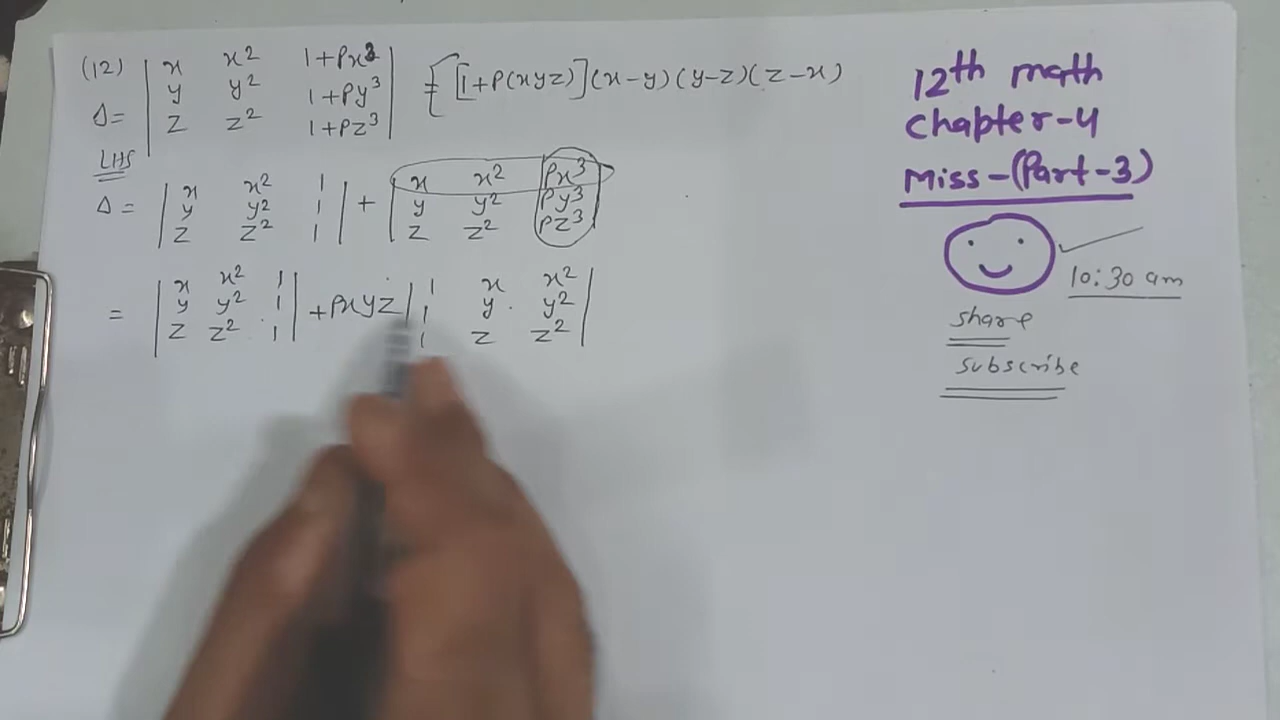 (12) Δ= | x x² 1+Px³ |
| y y² 1+Py³ |
| z z² 1+Pz³ |
= [1+P(xyz)](x-y)(y-z)(z-x)
LHS
Δ = | x x² 1 | + | x x² Px³ |
| y y² 1 | | y y² Py³ |
| z z² 1 | | z z² Pz³ |
= | x x² 1 | + Pxyz | 1 x x² |
| y y² 1 | | 1 y y² |
| z z² 1 | | 1 z z² |
12th math
Chapter-4
Miss-(Part-3)
10:30 am
share
subscribe